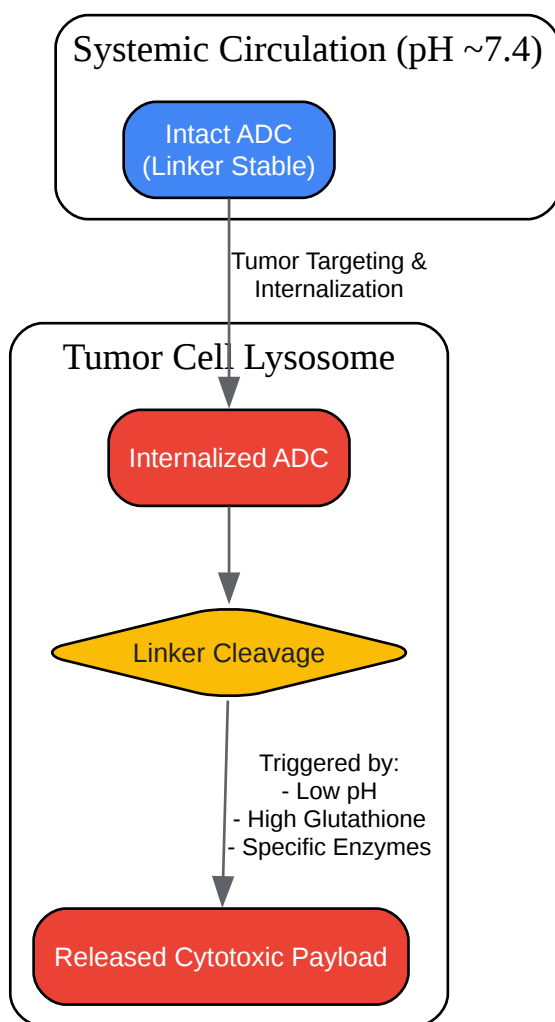 Systemic Circulation (pH ~7.4)
Intact ADC
(Linker Stable)
Tumor Targeting &
Internalization
Tumor Cell Lysosome
Internalized ADC
Linker Cleavage
Triggered by:
- Low pH
- High Glutathione
- Specific Enzymes
Released Cytotoxic Payload